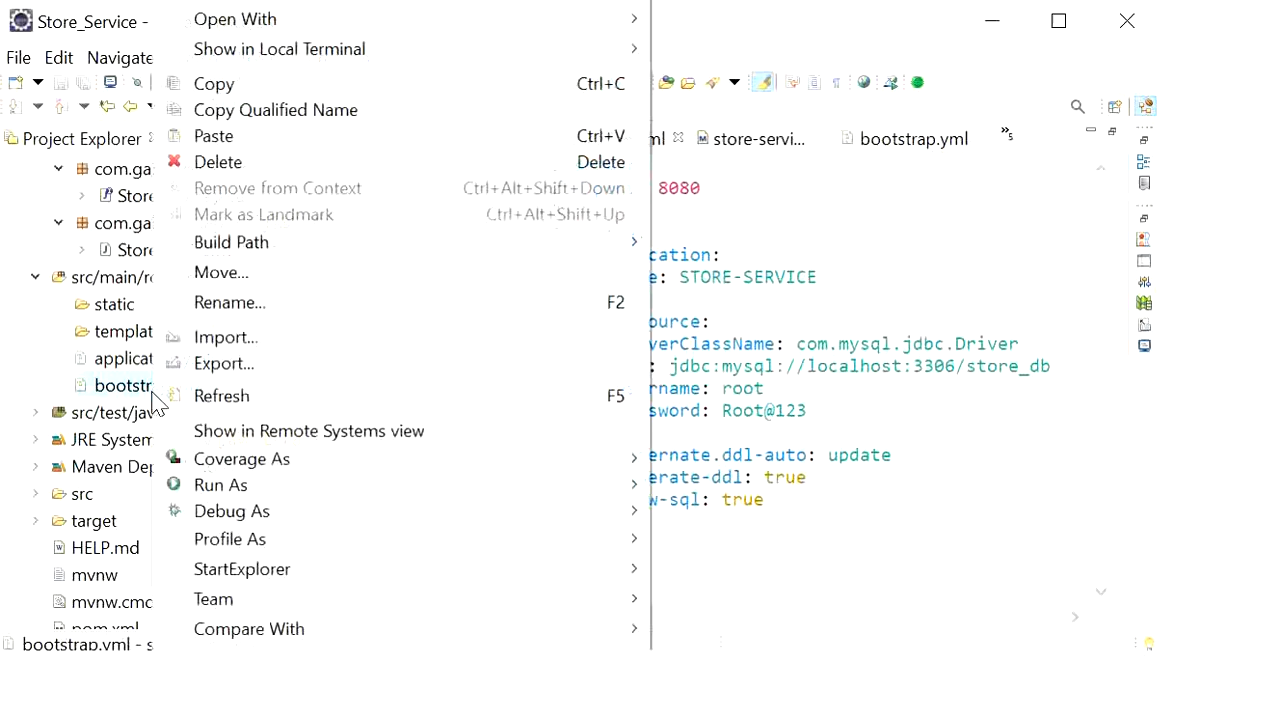 Store_Service -
File Edit Navigate
Project Explorer
com.ga
Store
com.ga
Store
src/main/re
static
templat
applicat
bootstr
src/test/jav
JRE System
Maven Dep
src
target
HELP.md
mvnw
mvnw.cmd
pom.xml
bootstrap.yml - s
Open With
Show in Local Terminal
Copy Ctrl+C
Copy Qualified Name
Paste Ctrl+V
Delete Delete
Remove from Context Ctrl+Alt+Shift+Down
Mark as Landmark Ctrl+Alt+Shift+Up
Build Path
Move...
Rename... F2
Import...
Export...
Refresh F5
Show in Remote Systems view
Coverage As
Run As
Debug As
Profile As
StartExplorer
Team
Compare With
ml store-servi... bootstrap.yml »5
8080
cation:
e: STORE-SERVICE
ource:
verClassName: com.mysql.jdbc.Driver
: jdbc:mysql://localhost:3306/store_db
rname: root
sword: Root@123
ernate.ddl-auto: update
erate-ddl: true
w-sql: true